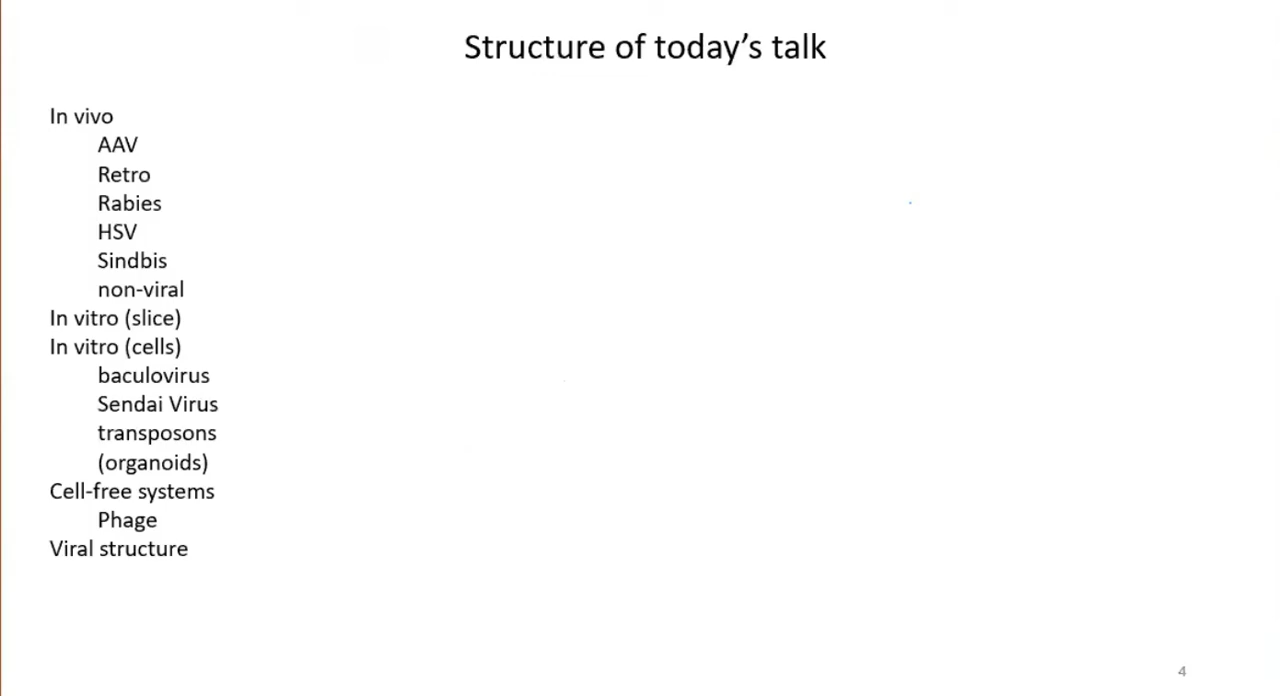 Structure of today’s talk
In vivo
AAV
Retro
Rabies
HSV
Sindbis
non-viral
In vitro (slice)
In vitro (cells)
baculovirus
Sendai Virus
transposons
(organoids)
Cell-free systems
Phage
Viral structure
4